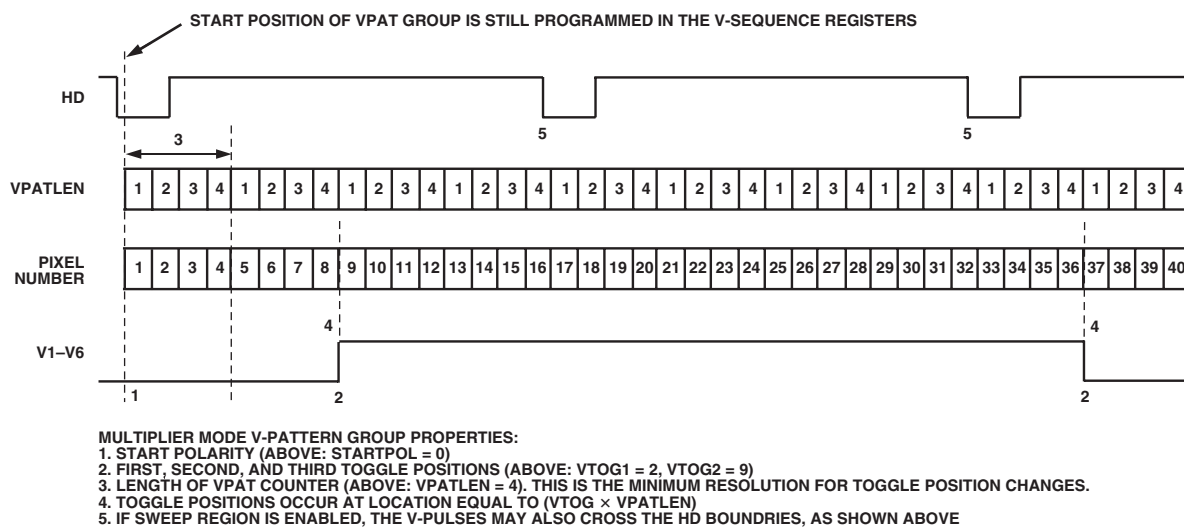 START POSITION OF VPAT GROUP IS STILL PROGRAMMED IN THE V-SEQUENCE REGISTERS
HD
5
5
3
VPATLEN
1 2 3 4 1 2 3 4 1 2 3 4 1 2 3 4 1 2 3 4 1 2 3 4 1 2 3 4 1 2 3 4 1 2 3 4 1 2 3 4
PIXEL
NUMBER
1 2 3 4 5 6 7 8 9 10 11 12 13 14 15 16 17 18 19 20 21 22 23 24 25 26 27 28 29 30 31 32 33 34 35 36 37 38 39 40
4
4
V1–V6
1
2
2
MULTIPLIER MODE V-PATTERN GROUP PROPERTIES:
1. START POLARITY (ABOVE: STARTPOL = 0)
2. FIRST, SECOND, AND THIRD TOGGLE POSITIONS (ABOVE: VTOG1 = 2, VTOG2 = 9)
3. LENGTH OF VPAT COUNTER (ABOVE: VPATLEN = 4). THIS IS THE MINIMUM RESOLUTION FOR TOGGLE POSITION CHANGES.
4. TOGGLE POSITIONS OCCUR AT LOCATION EQUAL TO (VTOG × VPATLEN)
5. IF SWEEP REGION IS ENABLED, THE V-PULSES MAY ALSO CROSS THE HD BOUNDRIES, AS SHOWN ABOVE